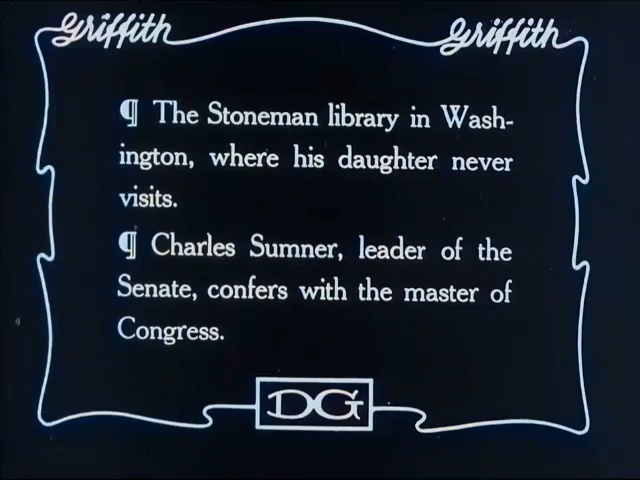 Griffith Griffith
¶ The Stoneman library in Wash-
ington, where his daughter never
visits.
¶ Charles Sumner, leader of the
Senate, confers with the master of
Congress.
DG